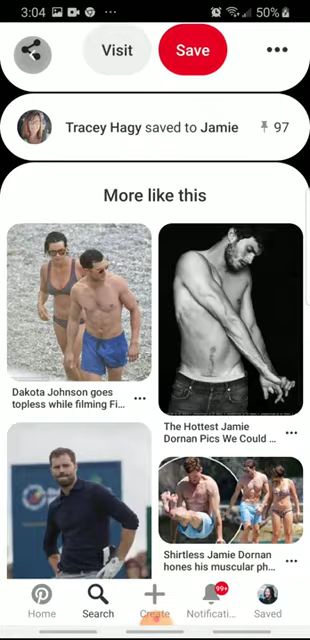 3:04
50%
Visit
Save
Tracey Hagy saved to Jamie
97
More like this
Dakota Johnson goes
topless while filming Fi...
The Hottest Jamie
Dornan Pics We Could ...
Shirtless Jamie Dornan
hones his muscular ph...
99+
Home
Search
Create
Notificati...
Saved